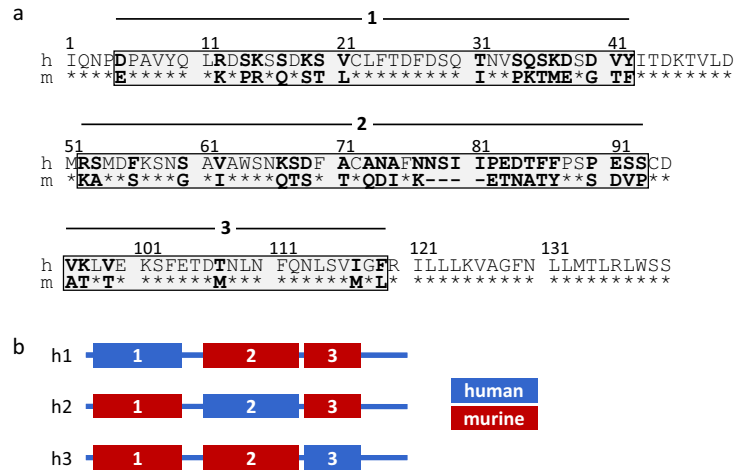 a
1
1 11 21 31 41
h IQNPDPAVYQ LRDSKSSDKS VCLFTDFDSQ TNVSQSKDSD VYITDKTVLD
m ****E***** *K*PR*Q*ST L********* I**PKTME*G TF********
2
51 61 71 81 91
h MRSMDFKSNS AVAWSNKSDF ACANAFNNSI IPEDTFFPSP ESSCD
m *KA**S***G *I****QTS* T*QDI*K--- -ETNATY**S DVP**
3
101 111 121 131
h VKLVE KSFETDTNLN FQNLSVIGFR ILLLKVAGFN LLMTLRLWSS
m AT*T* ******M*** ******M*L* ********** **********
b
h1 1 2 3
human
h2 1 2 3
murine
h3 1 2 3